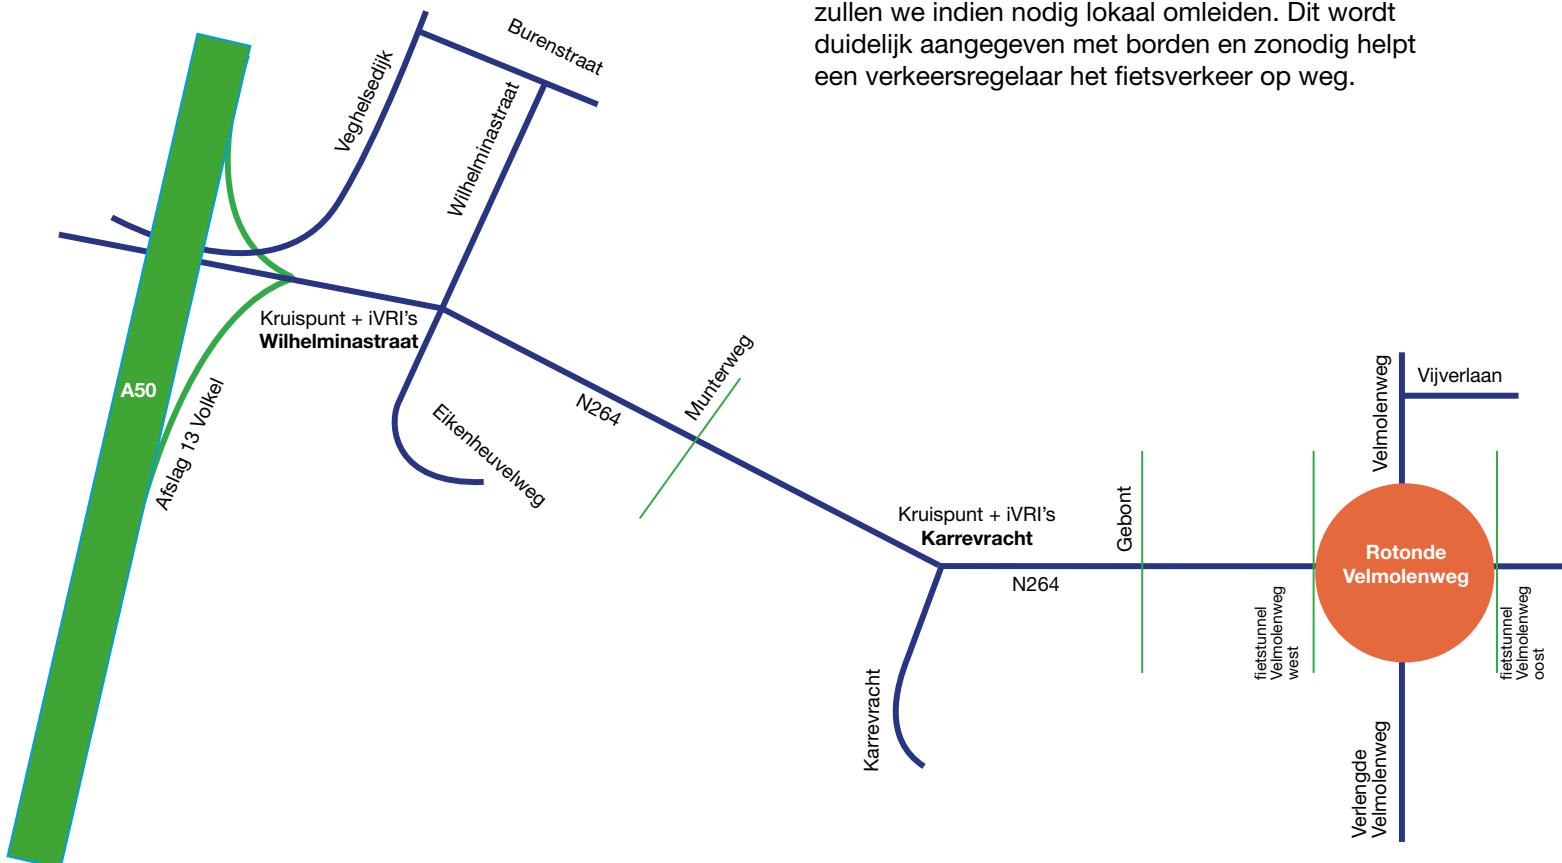 zullen we indien nodig lokaal omleiden. Dit wordt
duidelijk aangegeven met borden en zonodig helpt
een verkeersregelaar het fietsverkeer op weg.
Burenstraat
Veghelsedijk
Wilhelminastraat
Kruispunt + iVRI's
Wilhelminastraat
A50
Afslag 13 Volkel
Eikenheuvelweg
N264
Munterweg
Kruispunt + iVRI's
Karrevracht
N264
Gebont
Karrevracht
Velmolenweg
Vijverlaan
Rotonde
Velmolenweg
fietstunnel
Velmolenweg
west
fietstunnel
Velmolenweg
oost
Verlengde
Velmolenweg